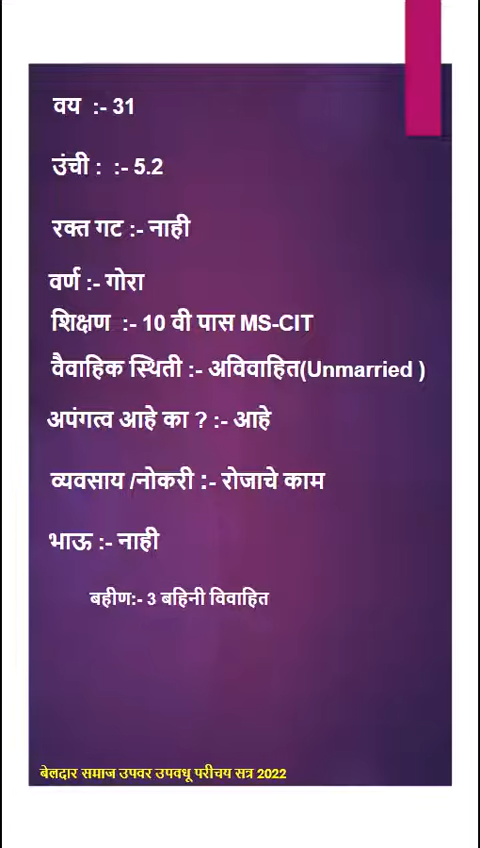 वय :- 31
उंची : :- 5.2
रक्त गट :- नाही
वर्ण :- गोरा
शिक्षण :- 10 वी पास MS-CIT
वैवाहिक स्थिती :- अविवाहित(Unmarried )
अपंगत्व आहे का ? :- आहे
व्यवसाय /नोकरी :- रोजाचे काम
भाऊ :- नाही
बहीण:- 3 बहिनी विवाहित
बेलदार समाज उपवर उपवधू परीचय सत्र 2022